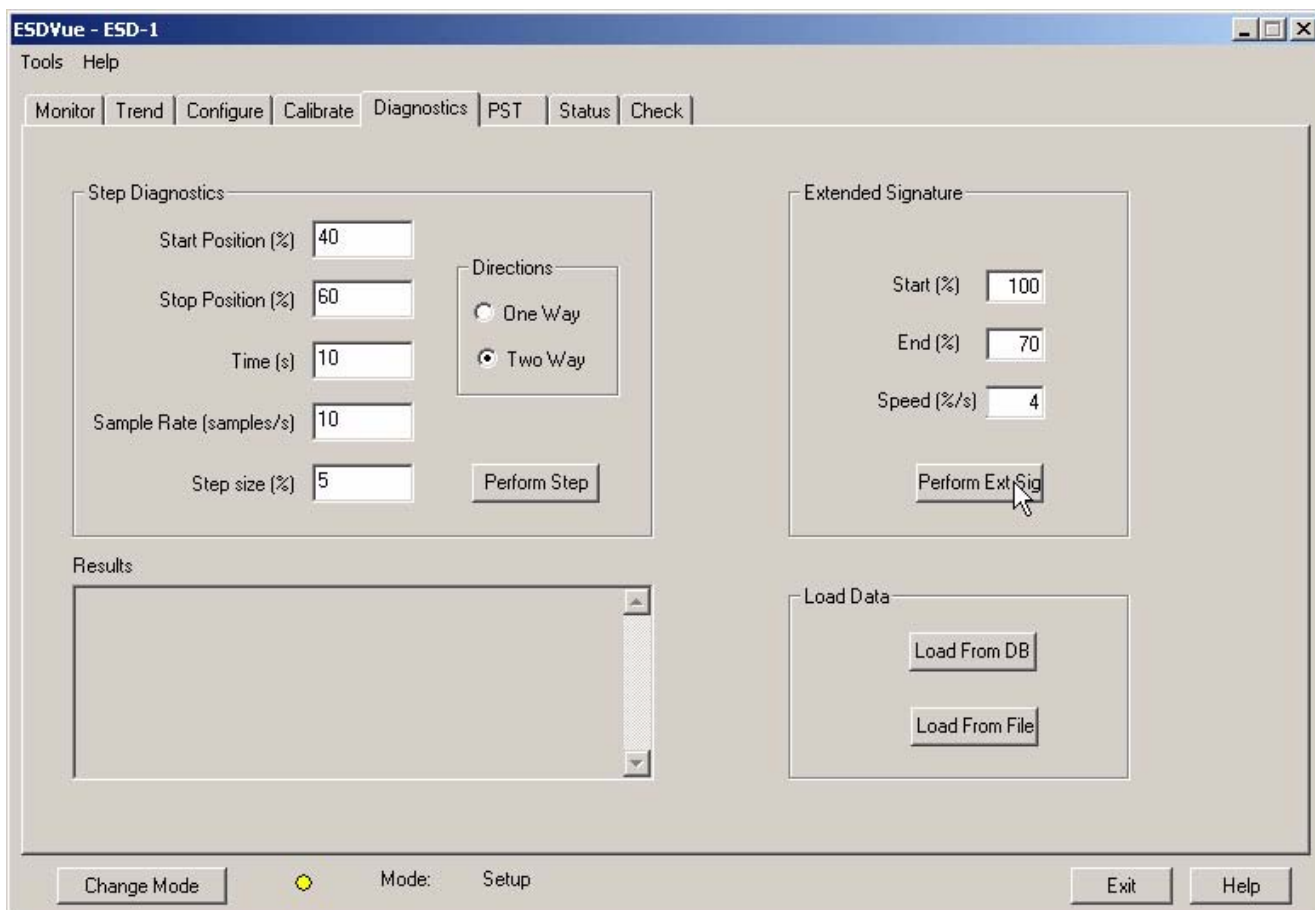 ESDVue - ESD-1
Tools Help
Monitor Trend Configure Calibrate Diagnostics PST Status Check
Step Diagnostics
Start Position (%) 40
Stop Position (%) 60
Time (s) 10
Sample Rate (samples/s) 10
Step size (%) 5
Directions
One Way
Two Way
Perform Step
Extended Signature
Start (%) 100
End (%) 70
Speed (%/s) 4
Perform Ext Sig
Results
Load Data
Load From DB
Load From File
Change Mode Mode: Setup Exit Help